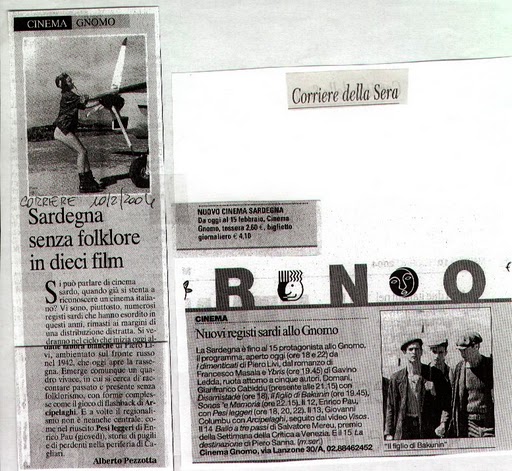 CINEMA GNOMO
CORRIERE 10/2/2004
Sardegna
senza folklore
in dieci film
Si può parlare di cinema
sardo, quando già si stenta a
riconoscere un cinema italia-
no? Vi sono, piuttosto, numerosi
registi sardi che hanno esordito in
questi anni, rimasti ai margini di
una distribuzione distratta. Si ve-
dranno nel ciclo che inizia oggi al-
di Piero Li-
vi, ambientato sul fronte russo
nel 1942, che oggi apre la rasse-
gna. Emerge comunque un qua-
dro vivace, in cui si cerca di rac-
contare passato e presente senza
folklorismo, con forme comples-
se come il gioco di flashback di Ar-
cipelaghi. E a volte il regionali-
smo non è neanche centrale, co-
me nel riuscito Pesi leggeri di En-
rico Pau (giovedì), storia di pugili
e di perdenti nella periferia di Ca-
gliari.
Alberto Pezzotta
Corriere della Sera
NUOVO CINEMA SARDEGNA
Da oggi al 15 febbraio, Cinema
Gnomo, tessera 2,60 €, biglietto
giornaliero € 4,10
R N O
CINEMA
Nuovi registi sardi allo Gnomo
La Sardegna è fino al 15 protagonista allo Gnomo.
Il programma, aperto oggi (ore 18 e 22) da
I dimenticati di Piero Livi, dal romanzo di
Francesco Masala e Ybris (ore 19.45) di Gavino
Ledda, ruota attorno a cinque autori. Domani,
Gianfranco Cabiddu (presente alle 21.15) con
Disamistade (ore 18), Il figlio di Bakunin (ore 19.45),
Sonos 'e Memoria (ore 22.15). Il 12, Enrico Pau,
con Pesi leggeri (ore 18, 20, 22). Il 13, Giovanni
Columbu con Arcipelaghi, seguito dal video Visos.
Il 14 Ballo a tre passi di Salvatore Mereu, premio
della Settimana della Critica a Venezia. E il 15 La
destinazione di Piero Sanna. (m.ser.)
Cinema Gnomo, via Lanzone 30/A, 02.88462452
"Il figlio di Bakunin"